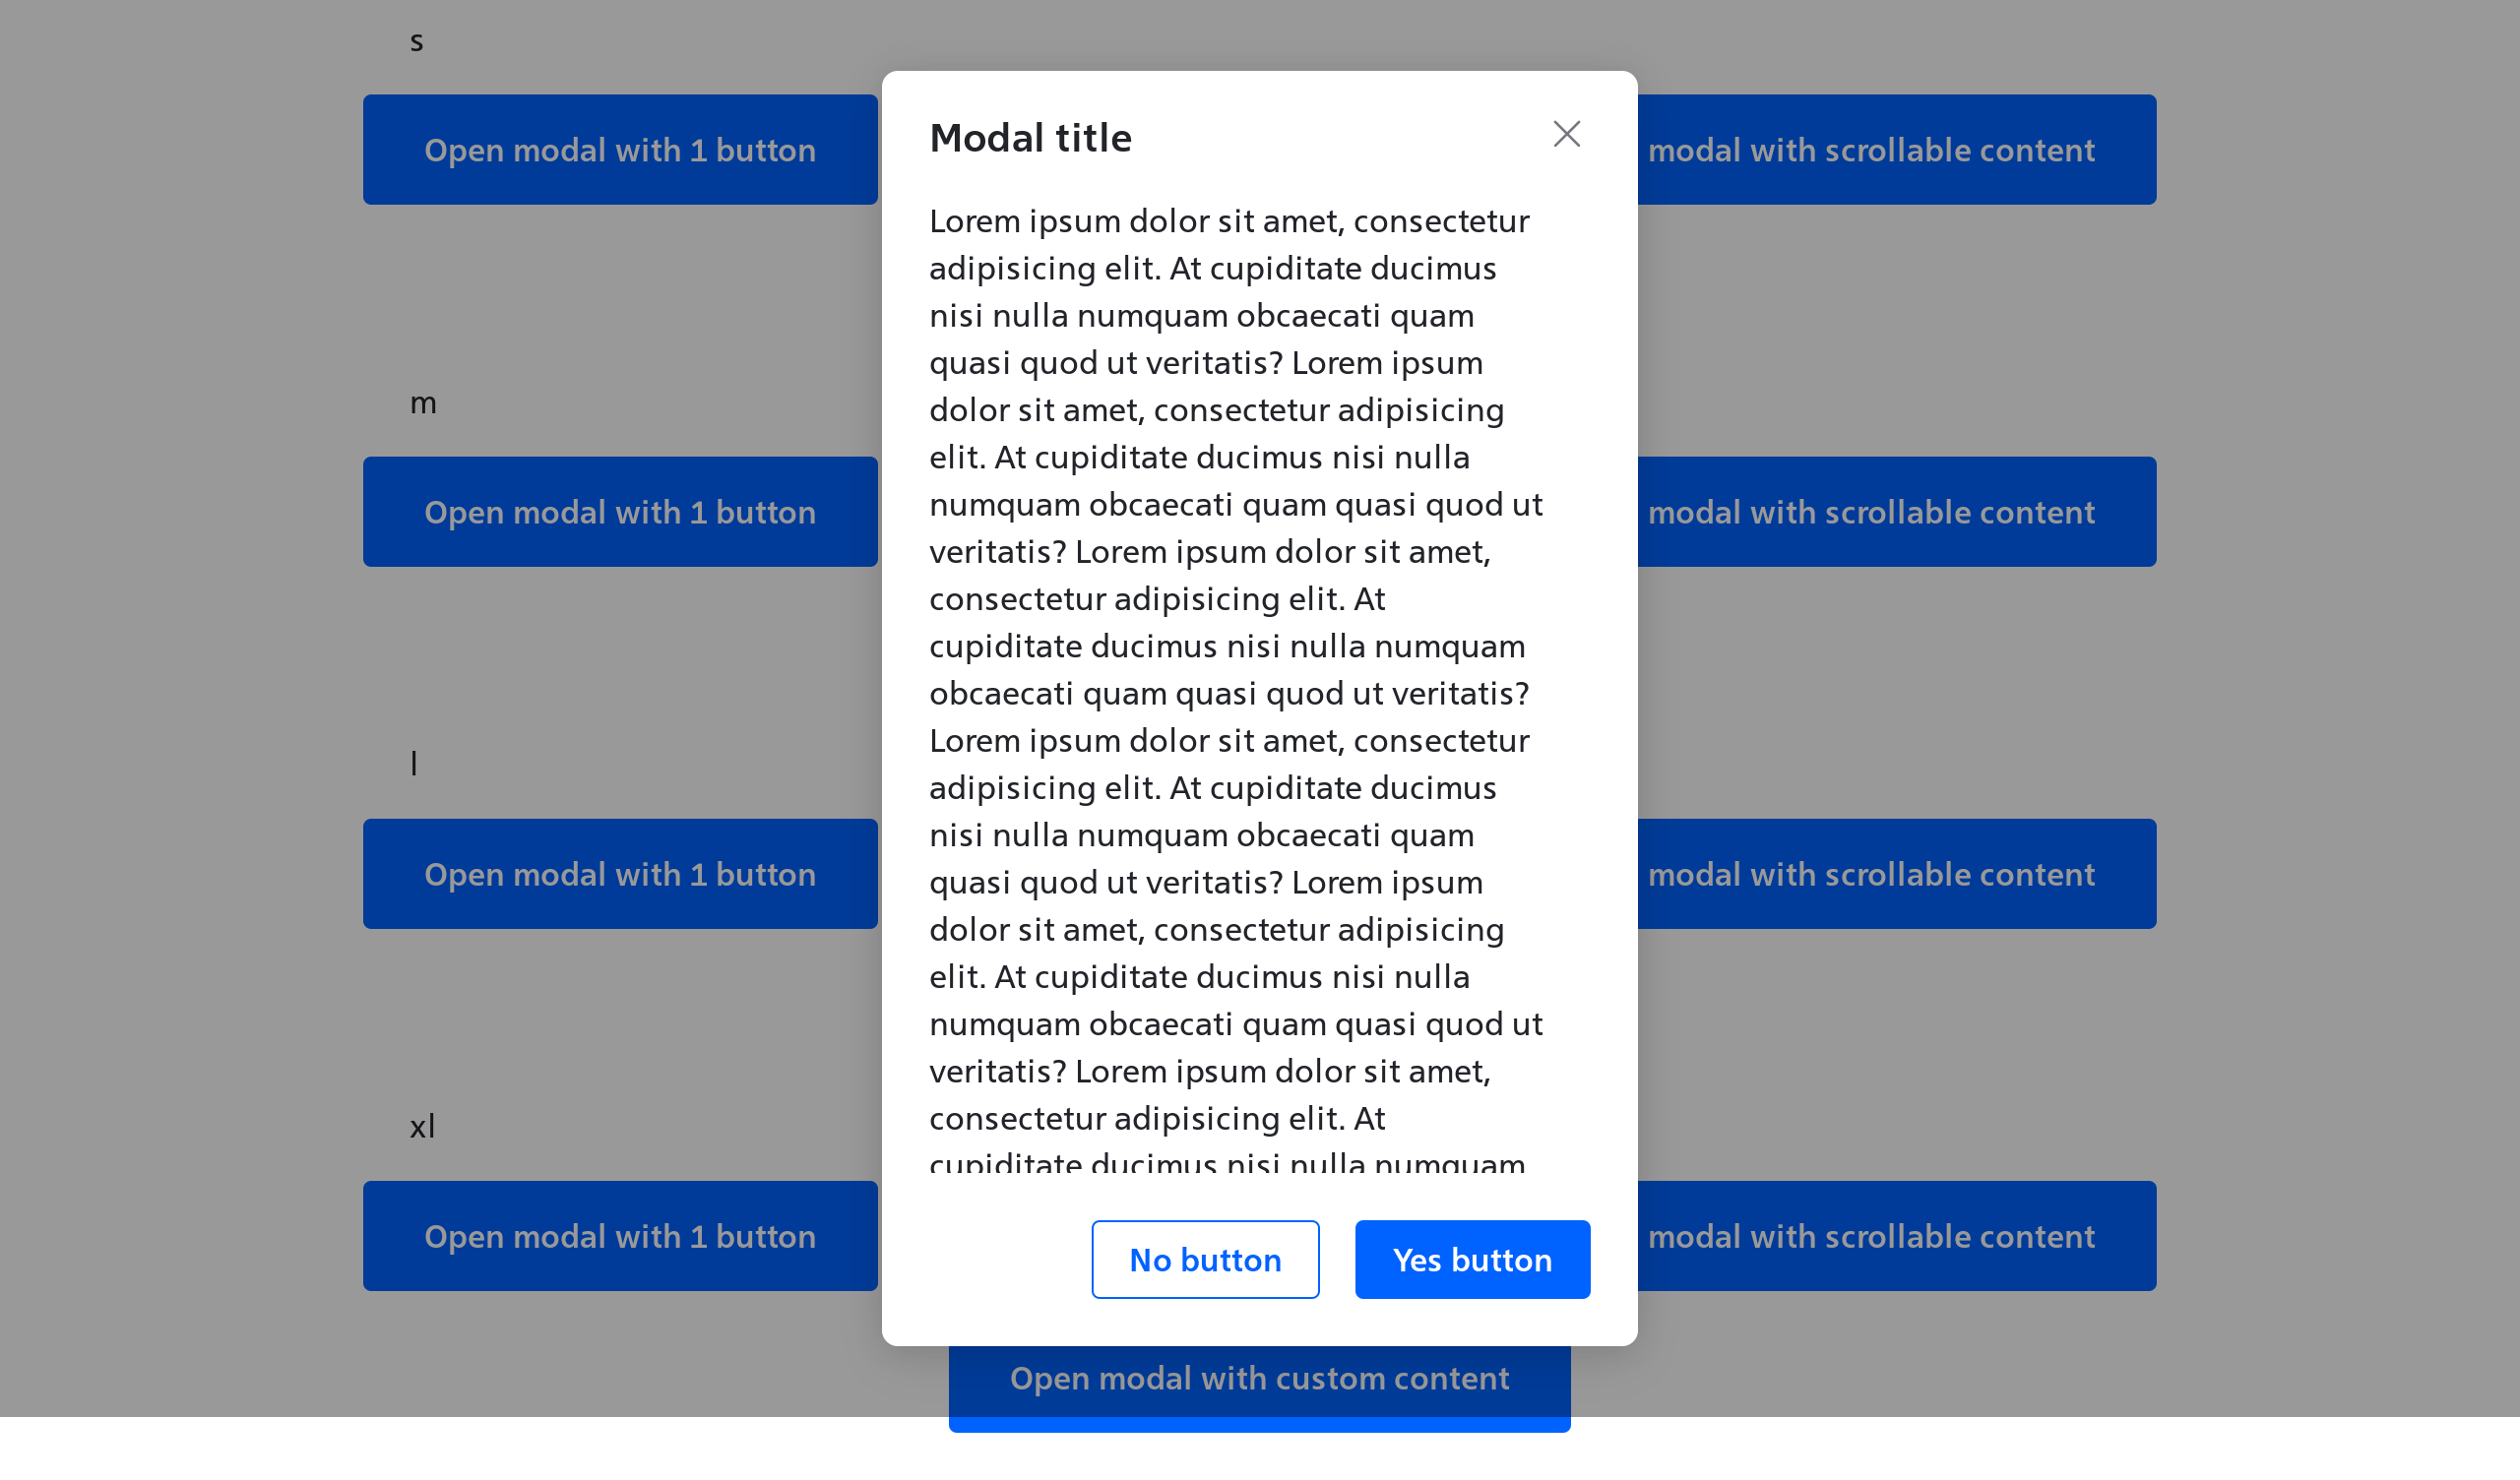 s
Open modal with 1 button
modal with scrollable content
m
Open modal with 1 button
modal with scrollable content
l
Open modal with 1 button
modal with scrollable content
xl
Open modal with 1 button
modal with scrollable content
Open modal with custom content
Modal title
Lorem ipsum dolor sit amet, consectetur
adipisicing elit. At cupiditate ducimus
nisi nulla numquam obcaecati quam
quasi quod ut veritatis? Lorem ipsum
dolor sit amet, consectetur adipisicing
elit. At cupiditate ducimus nisi nulla
numquam obcaecati quam quasi quod ut
veritatis? Lorem ipsum dolor sit amet,
consectetur adipisicing elit. At
cupiditate ducimus nisi nulla numquam
obcaecati quam quasi quod ut veritatis?
Lorem ipsum dolor sit amet, consectetur
adipisicing elit. At cupiditate ducimus
nisi nulla numquam obcaecati quam
quasi quod ut veritatis? Lorem ipsum
dolor sit amet, consectetur adipisicing
elit. At cupiditate ducimus nisi nulla
numquam obcaecati quam quasi quod ut
veritatis? Lorem ipsum dolor sit amet,
consectetur adipisicing elit. At
cupiditate ducimus nisi nulla numquam
No button
Yes button